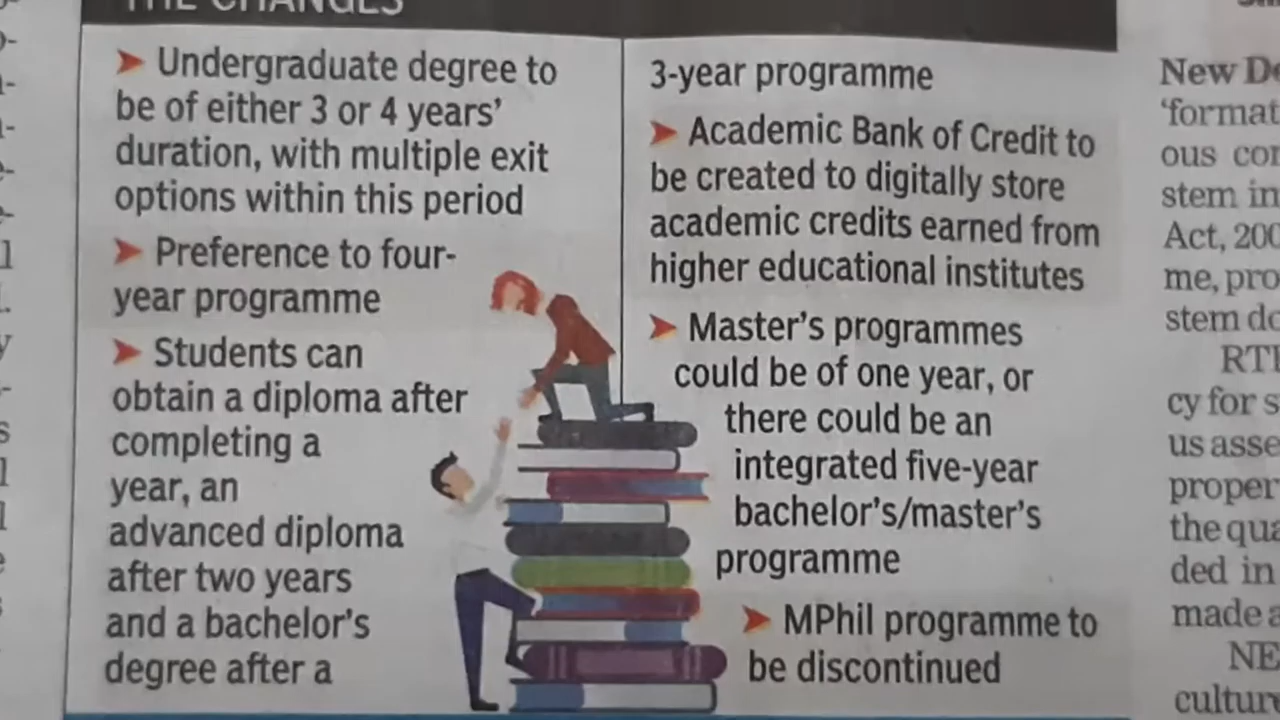 THE CHANGES
➤ Undergraduate degree to
be of either 3 or 4 years’
duration, with multiple exit
options within this period
➤ Preference to four-
year programme
➤ Students can
obtain a diploma after
completing a
year, an
advanced diploma
after two years
and a bachelor’s
degree after a
3-year programme
➤ Academic Bank of Credit to
be created to digitally store
academic credits earned from
higher educational institutes
➤ Master’s programmes
could be of one year, or
there could be an
integrated five-year
bachelor’s/master’s
programme
➤ MPhil programme to
be discontinued
New De
‘format
ous con
stem in
Act, 200
me, pro
stem do
RTI
cy for s
us asse
proper
the qua
ded in
made a
NE
cultur